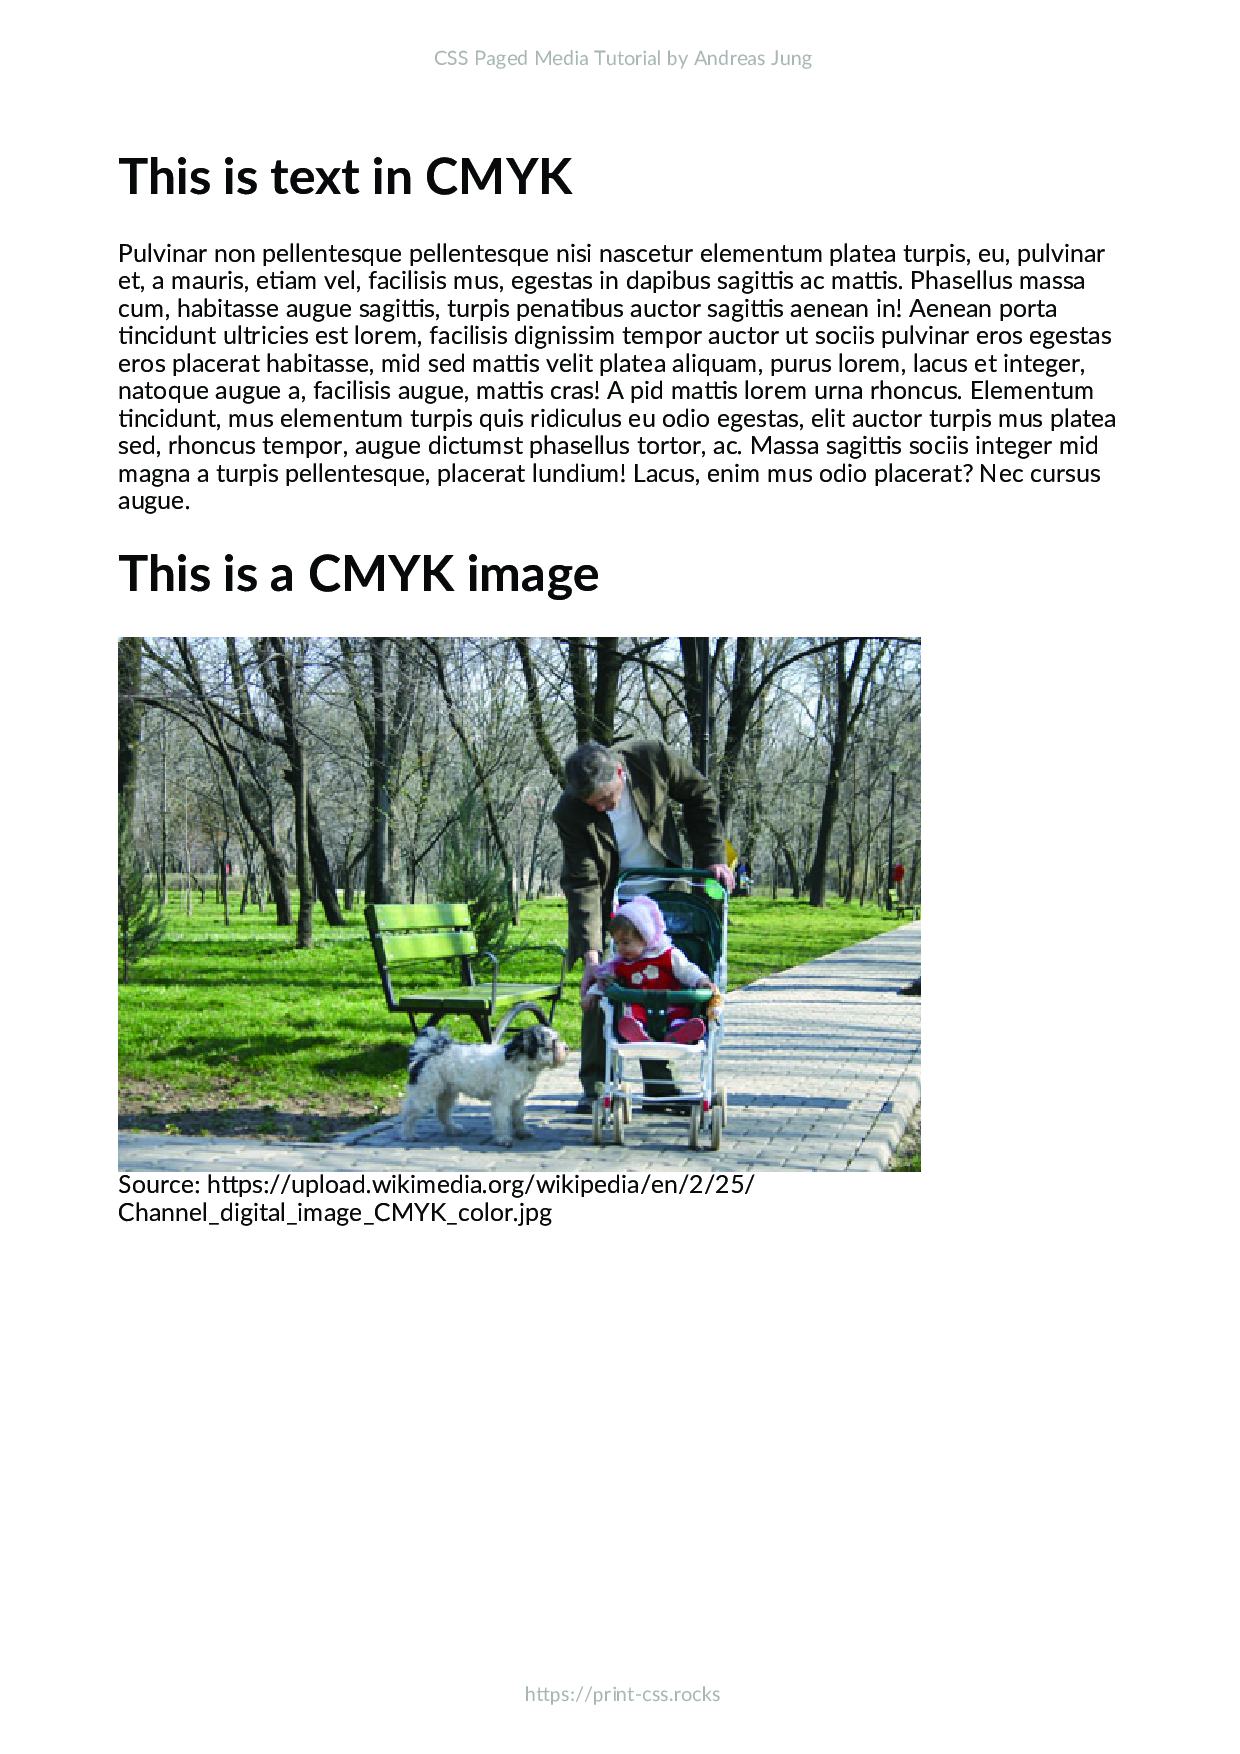 CSS Paged Media Tutorial by Andreas Jung
This is text in CMYK
Pulvinar non pellentesque pellentesque nisi nascetur elementum platea turpis, eu, pulvinar
et, a mauris, etiam vel, facilisis mus, egestas in dapibus sagittis ac mattis. Phasellus massa
cum, habitasse augue sagittis, turpis penatibus auctor sagittis aenean in! Aenean porta
tincidunt ultricies est lorem, facilisis dignissim tempor auctor ut sociis pulvinar eros egestas
eros placerat habitasse, mid sed mattis velit platea aliquam, purus lorem, lacus et integer,
natoque augue a, facilisis augue, mattis cras! A pid mattis lorem urna rhoncus. Elementum
tincidunt, mus elementum turpis quis ridiculus eu odio egestas, elit auctor turpis mus platea
sed, rhoncus tempor, augue dictumst phasellus tortor, ac. Massa sagittis sociis integer mid
magna a turpis pellentesque, placerat lundium! Lacus, enim mus odio placerat? Nec cursus
augue.
This is a CMYK image
Source: https://upload.wikimedia.org/wikipedia/en/2/25/
Channel_digital_image_CMYK_color.jpg
https://print-css.rocks